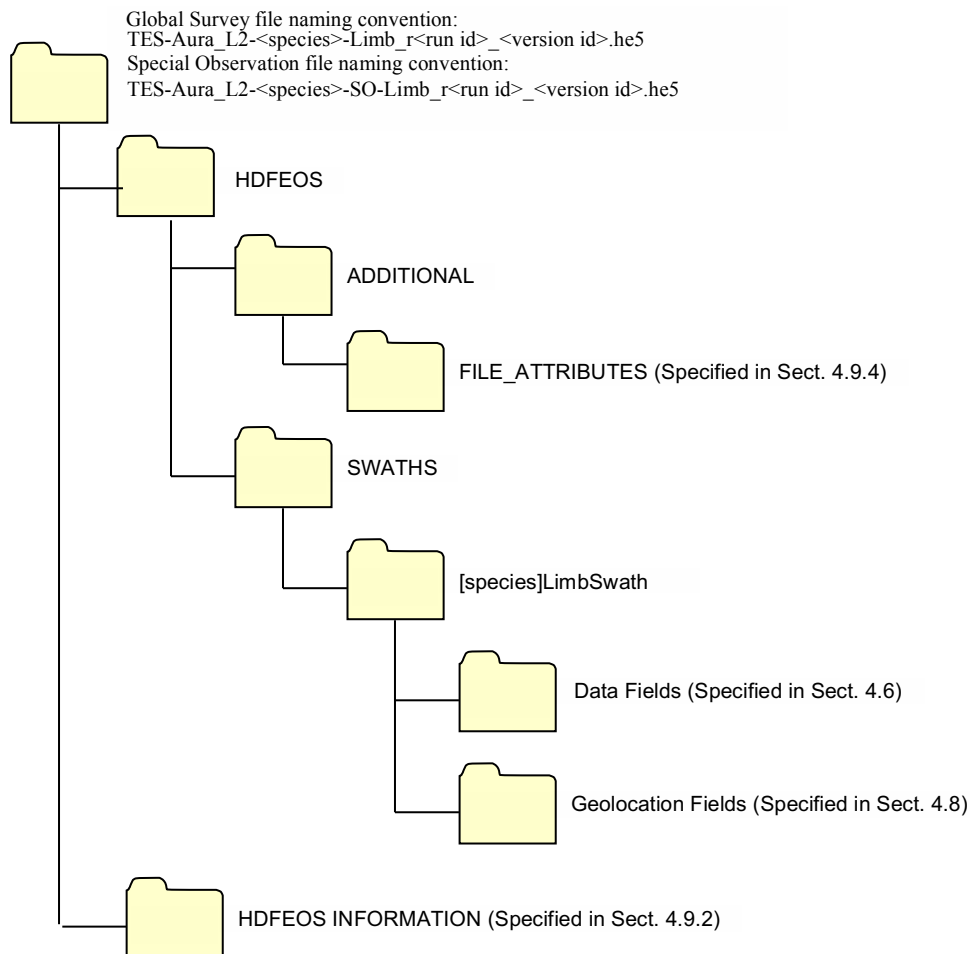 Global Survey file naming convention:
TES-Aura_L2-<species>-Limb_r<run id>_<version id>.he5
Special Observation file naming convention:
TES-Aura_L2-<species>-SO-Limb_r<run id>_<version id>.he5
HDFEOS
ADDITIONAL
FILE_ATTRIBUTES (Specified in Sect. 4.9.4)
SWATHS
[species]LimbSwath
Data Fields (Specified in Sect. 4.6)
Geolocation Fields (Specified in Sect. 4.8)
HDFEOS INFORMATION (Specified in Sect. 4.9.2)